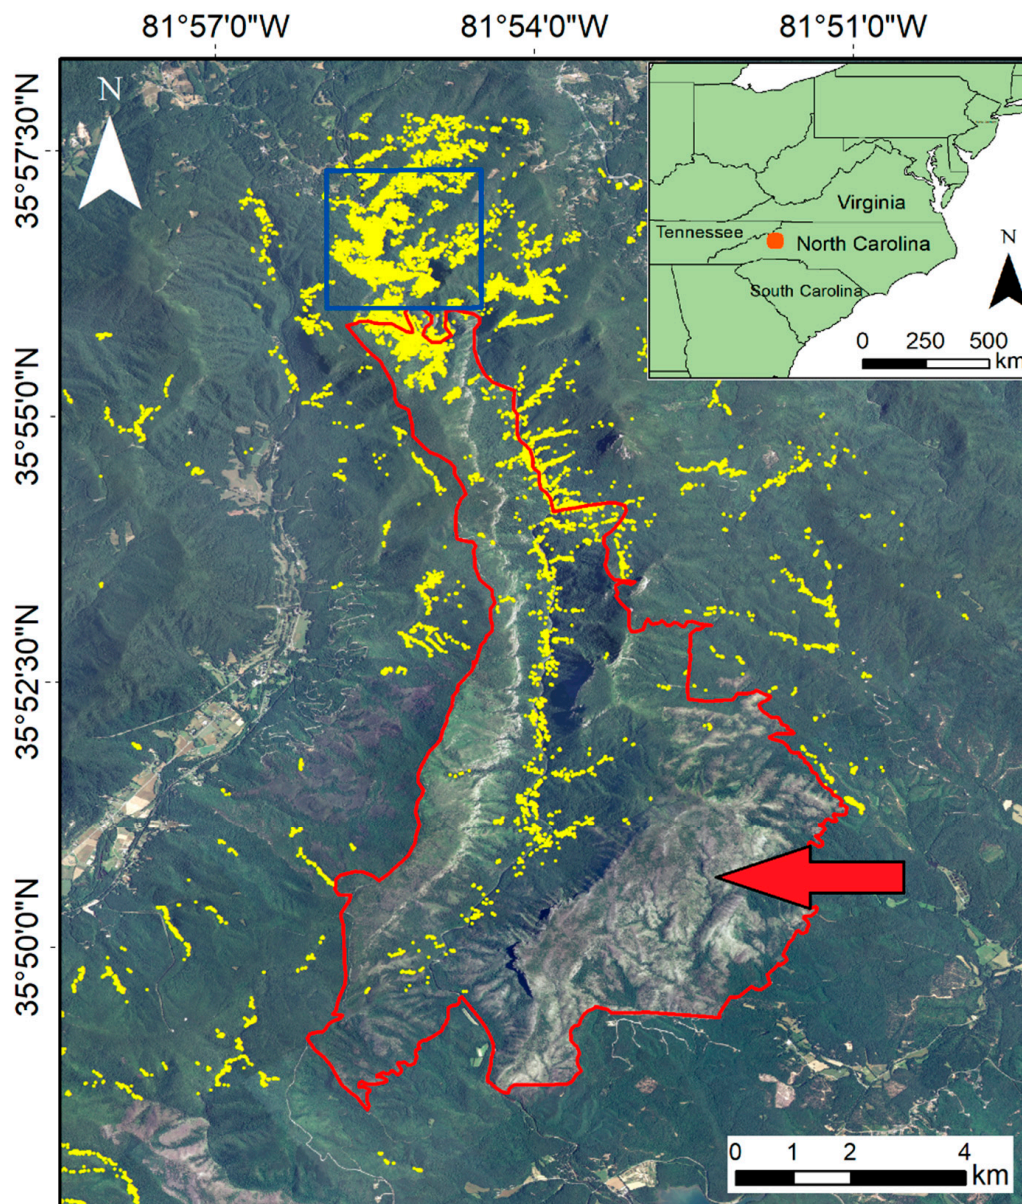 81°57'0"W 81°54'0"W 81°51'0"W
N
35°57'30"N
35°55'0"N
35°52'30"N
35°50'0"N
Virginia
Tennessee
North Carolina
South Carolina
N
0 250 500
km
0 1 2 4
km